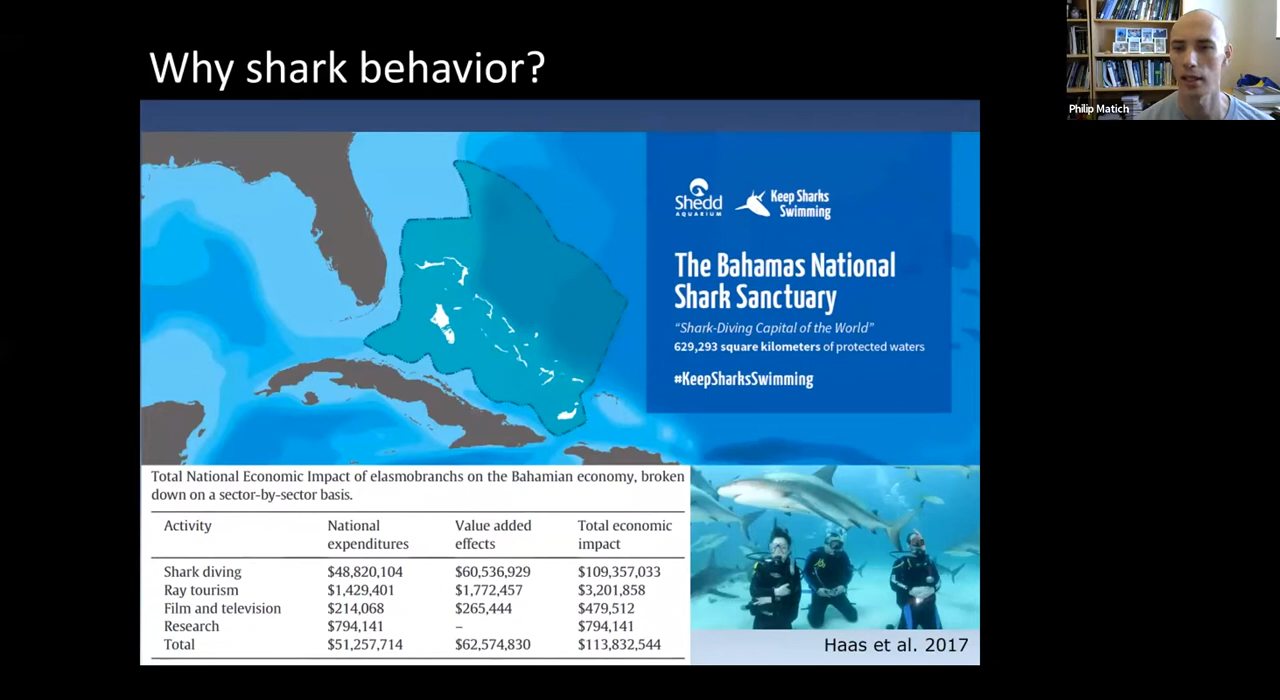 Why shark behavior?
Philip Matich
Shedd
AQUARIUM
Keep Sharks
Swimming
The Bahamas National
Shark Sanctuary
“Shark-Diving Capital of the World”
629,293 square kilometers of protected waters
#KeepSharksSwimming
Total National Economic Impact of elasmobranchs on the Bahamian economy, broken
down on a sector-by-sector basis.
Activity National expenditures Value added effects Total economic impact
Shark diving $48,820,104 $60,536,929 $109,357,033
Ray tourism $1,429,401 $1,772,457 $3,201,858
Film and television $214,068 $265,444 $479,512
Research $794,141 – $794,141
Total $51,257,714 $62,574,830 $113,832,544
Haas et al. 2017